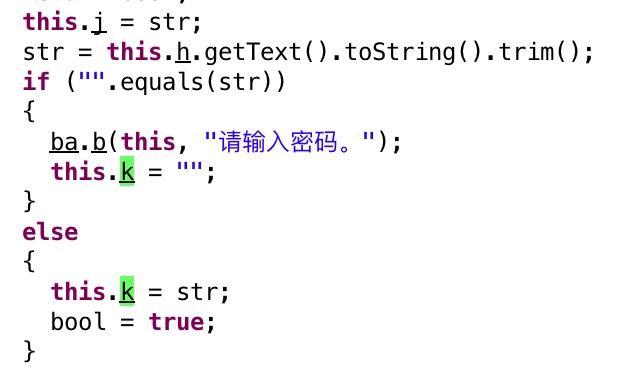 this.j = str;
str = this.h.getText().toString().trim();
if ("".equals(str))
{
ba.b(this, "请输入密码。");
this.k = "";
}
else
{
this.k = str;
bool = true;
}